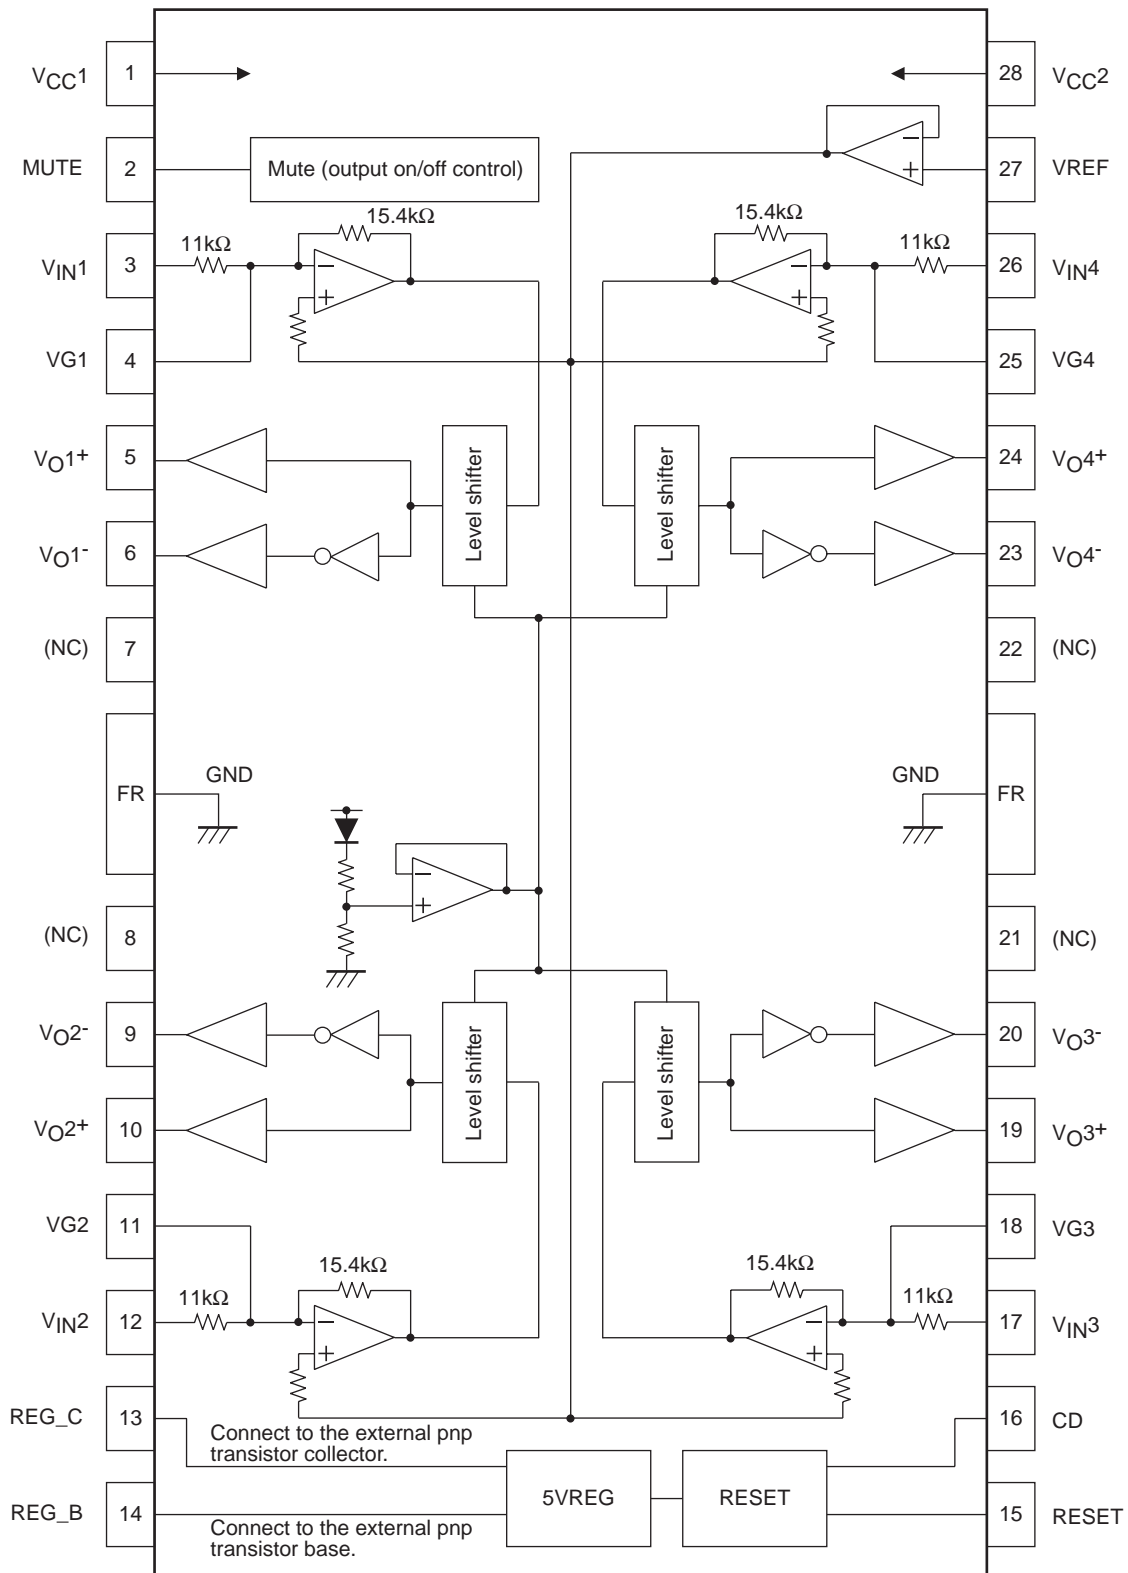 VCC1 1 28 VCC2
MUTE 2 Mute (output on/off control) 27 VREF
15.4kΩ 15.4kΩ
11kΩ 11kΩ
VIN1 3 − + − + 26 VIN4
VG1 4 25 VG4
VO1+ 5 24 VO4+
Level shifter Level shifter
VO1- 6 23 VO4-
(NC) 7 22 (NC)
GND GND
FR FR
− +
(NC) 8 21 (NC)
VO2- 9 20 VO3-
Level shifter Level shifter
VO2+ 10 19 VO3+
VG2 11 18 VG3
15.4kΩ 15.4kΩ
11kΩ 11kΩ
VIN2 12 − + − + 17 VIN3
REG_C 13 16 CD
Connect to the external pnp
transistor collector.
5VREG RESET
REG_B 14 15 RESET
Connect to the external pnp
transistor base.